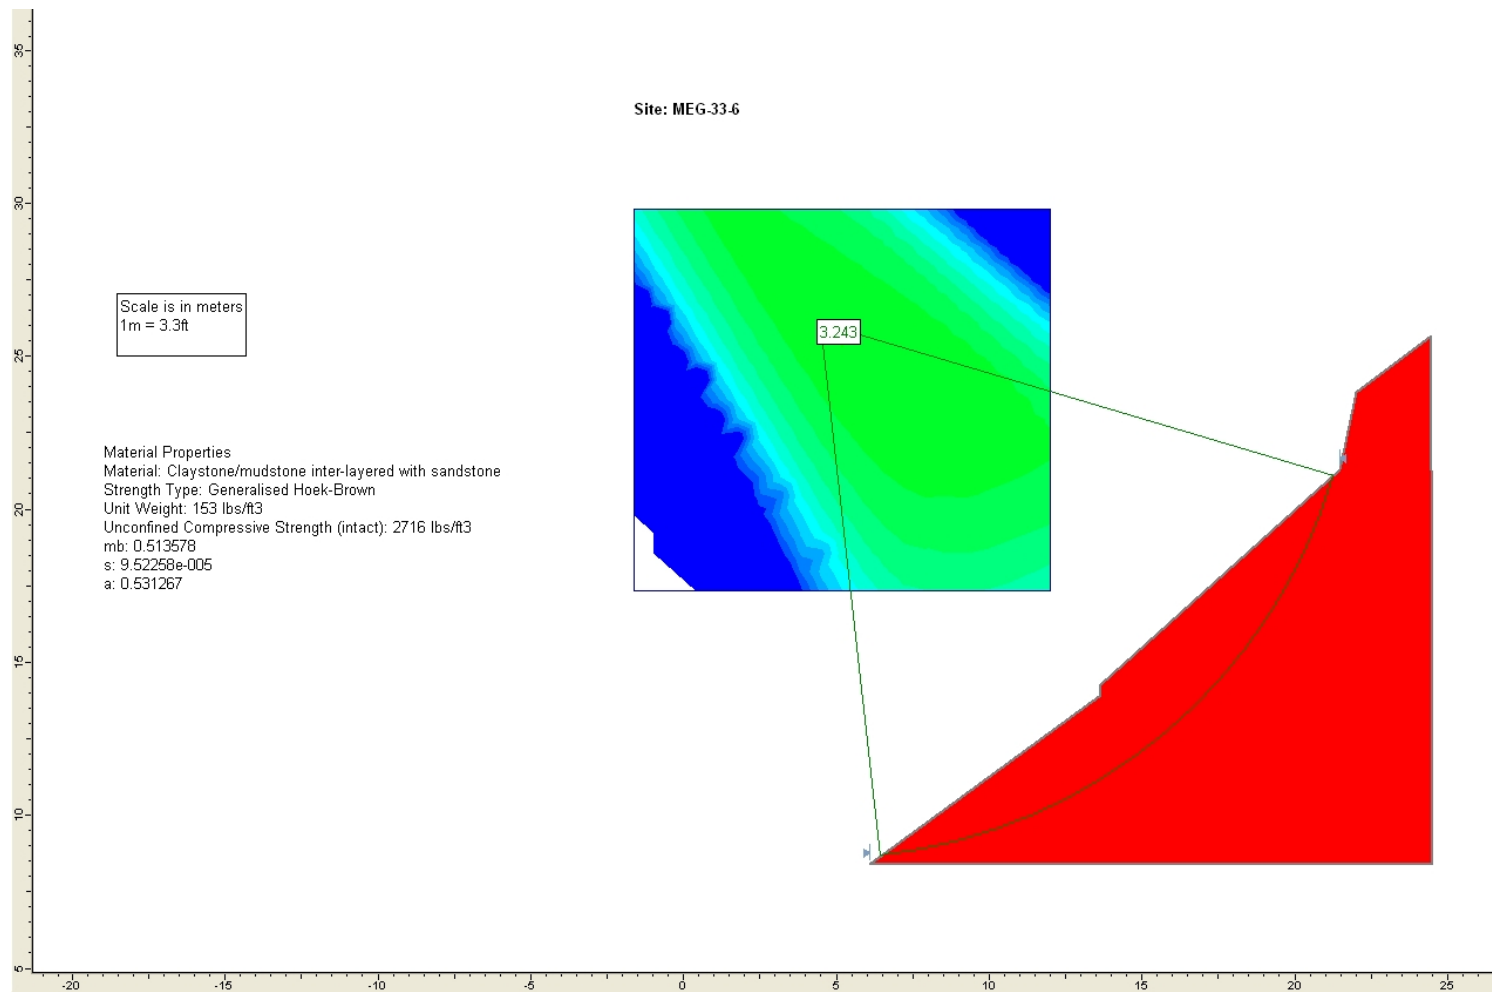 Site: MEG-33-6
35
30
25
20
15
10
5
Scale is in meters
1m = 3.3ft
3.243
Material Properties
Material: Claystone/mudstone inter-layered with sandstone
Strength Type: Generalised Hoek-Brown
Unit Weight: 153 lbs/ft3
Unconfined Compressive Strength (intact): 2716 lbs/ft3
mb: 0.513578
s: 9.52258e-005
a: 0.531267
-20 -15 -10 -5 0 5 10 15 20 25